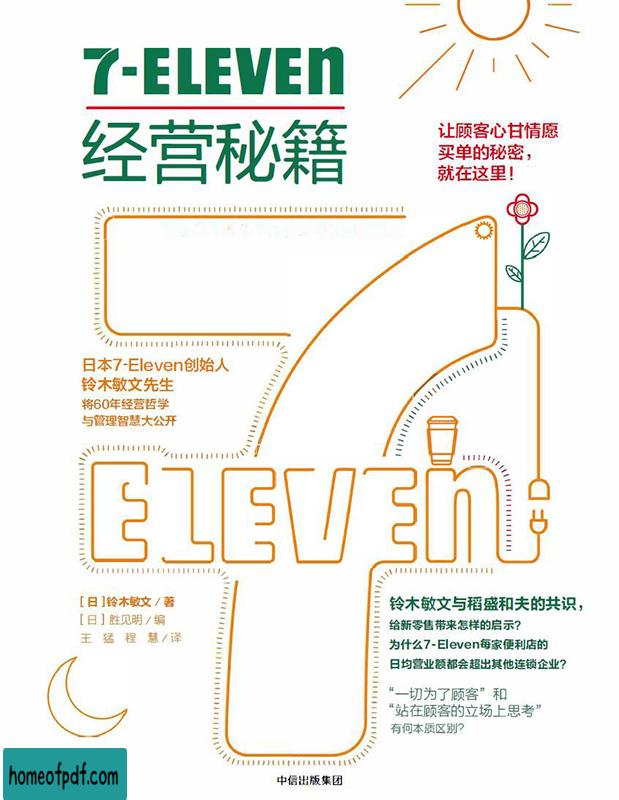 7-ELEVEn
经营秘籍
让顾客心甘情愿
买单的秘密，
就在这里！
日本7-Eleven创始人
铃木敏文先生
将60年经营哲学
与管理智慧大公开
ELEVEn
[日]铃木敏文／著
[日]胜见明／编
王猛 程慧／译
铃木敏文与稻盛和夫的共识，
给新零售带来怎样的启示？
为什么7-Eleven每家便利店的
日均营业额都会超出其他连锁企业？
“一切为了顾客”和
“站在顾客的立场上思考”
有何本质区别？
homeofpdf.com
中信出版集团